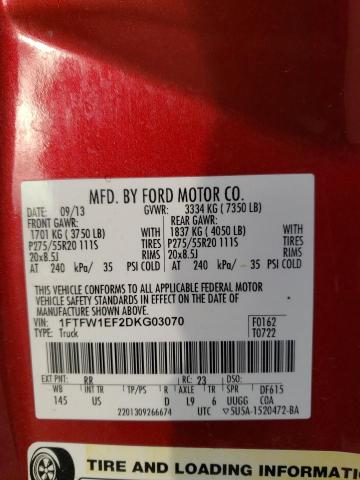 MFD. BY FORD MOTOR CO.
DATE: 09/13 GVWR: 3334 KG ( 7350 LB)
FRONT GAWR: REAR GAWR:
1701 KG ( 3750 LB) WITH 1837 KG ( 4050 LB) WITH
P275/55R20 111S TIRES P275/55R20 111S TIRES
20x8.5J RIMS 20x8.5J RIMS
AT 240 kPa/ 35 PSI COLD AT 240 kPa/ 35 PSI COLD
THIS VEHICLE CONFORMS TO ALL APPLICABLE FEDERAL MOTOR
VEHICLE SAFETY STANDARDS IN EFFECT ON THE DATE OF MANUFACTURE
SHOWN ABOVE.
VIN: 1FTFW1EF2DKG03070 F0162
TYPE: Truck T0722
EXT PNT: RR RC: 23 DSO:
WB INT TR TP/PS R AXLE TR SPR DF615
145 US D L9 6 UUGG COA
2201309266674 UTC 5U5A-1520472-BA
TIRE AND LOADING INFORMATI